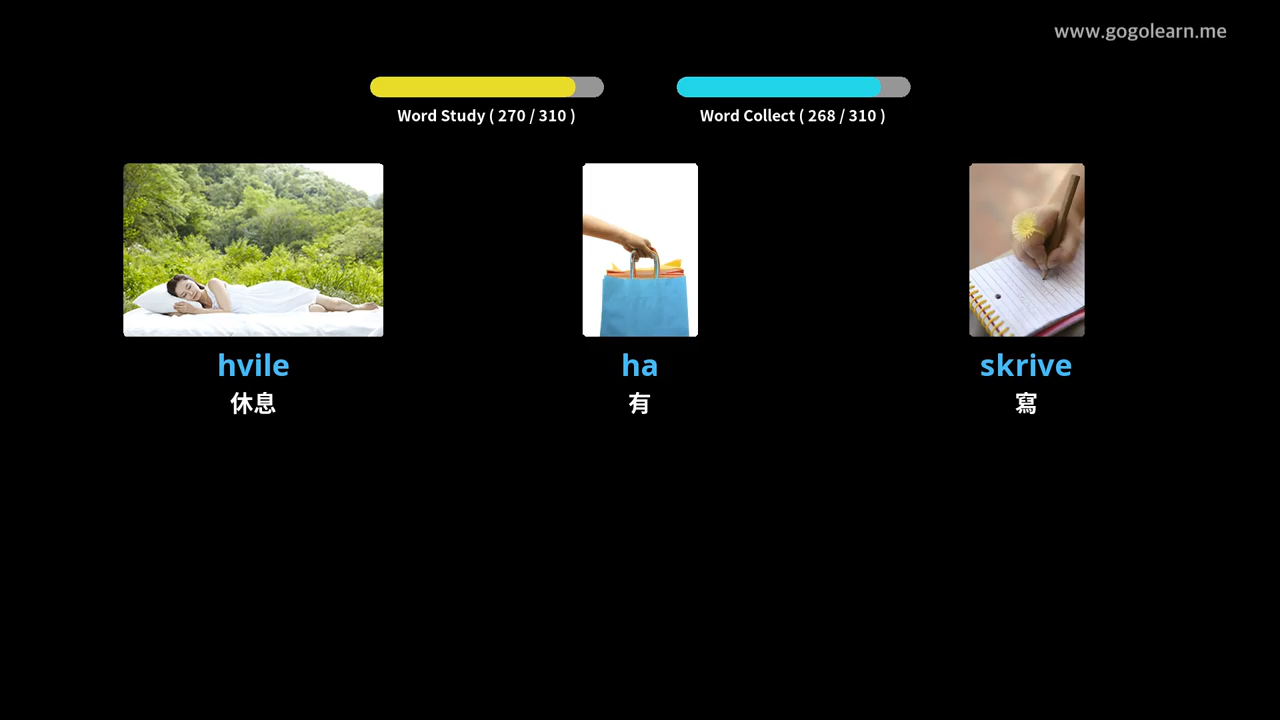 www.gogolearn.me
Word Study ( 270 / 310 )
Word Collect ( 268 / 310 )
hvile
休息
ha
有
skrive
寫